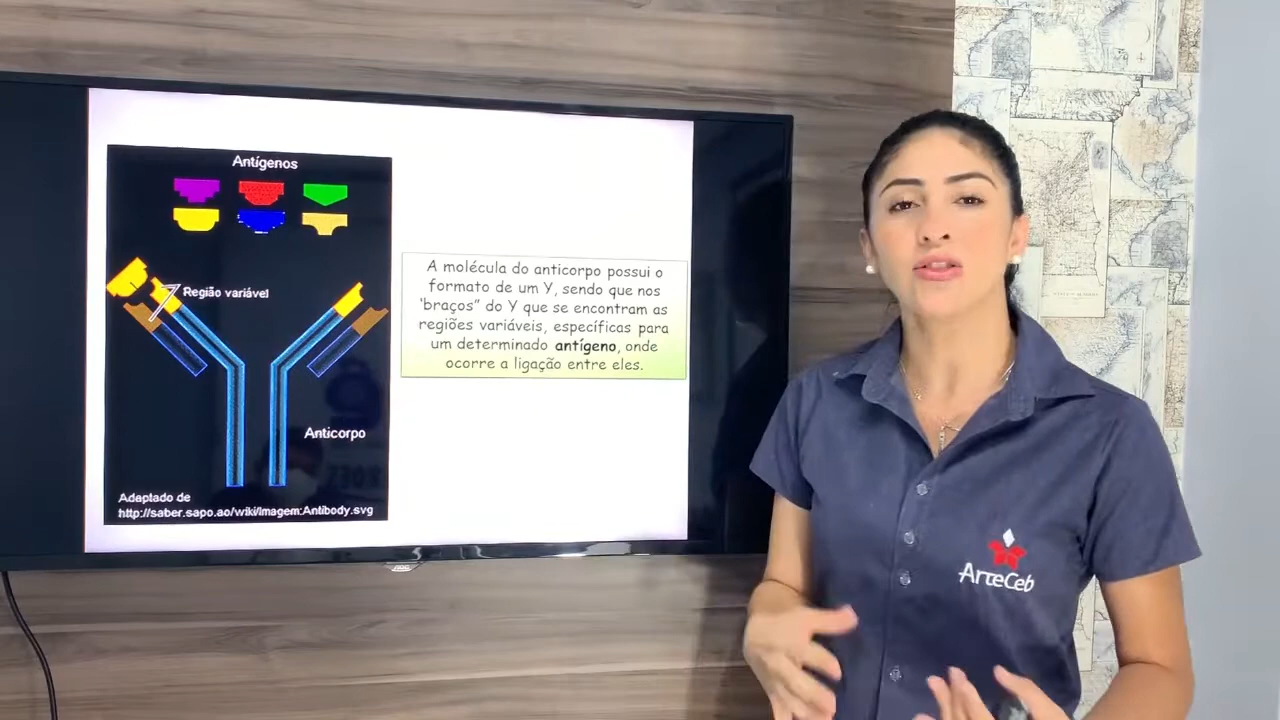 Antígenos
Região variável
Anticorpo
Adaptado de
http://saber.sapo.ao/wiki/Imagem:Antibody.svg
A molécula do anticorpo possui o
formato de um Y, sendo que nos
"braços" do Y que se encontram as
regiões variáveis, específicas para
um determinado antígeno, onde
ocorre a ligação entre eles.
ArteCeb